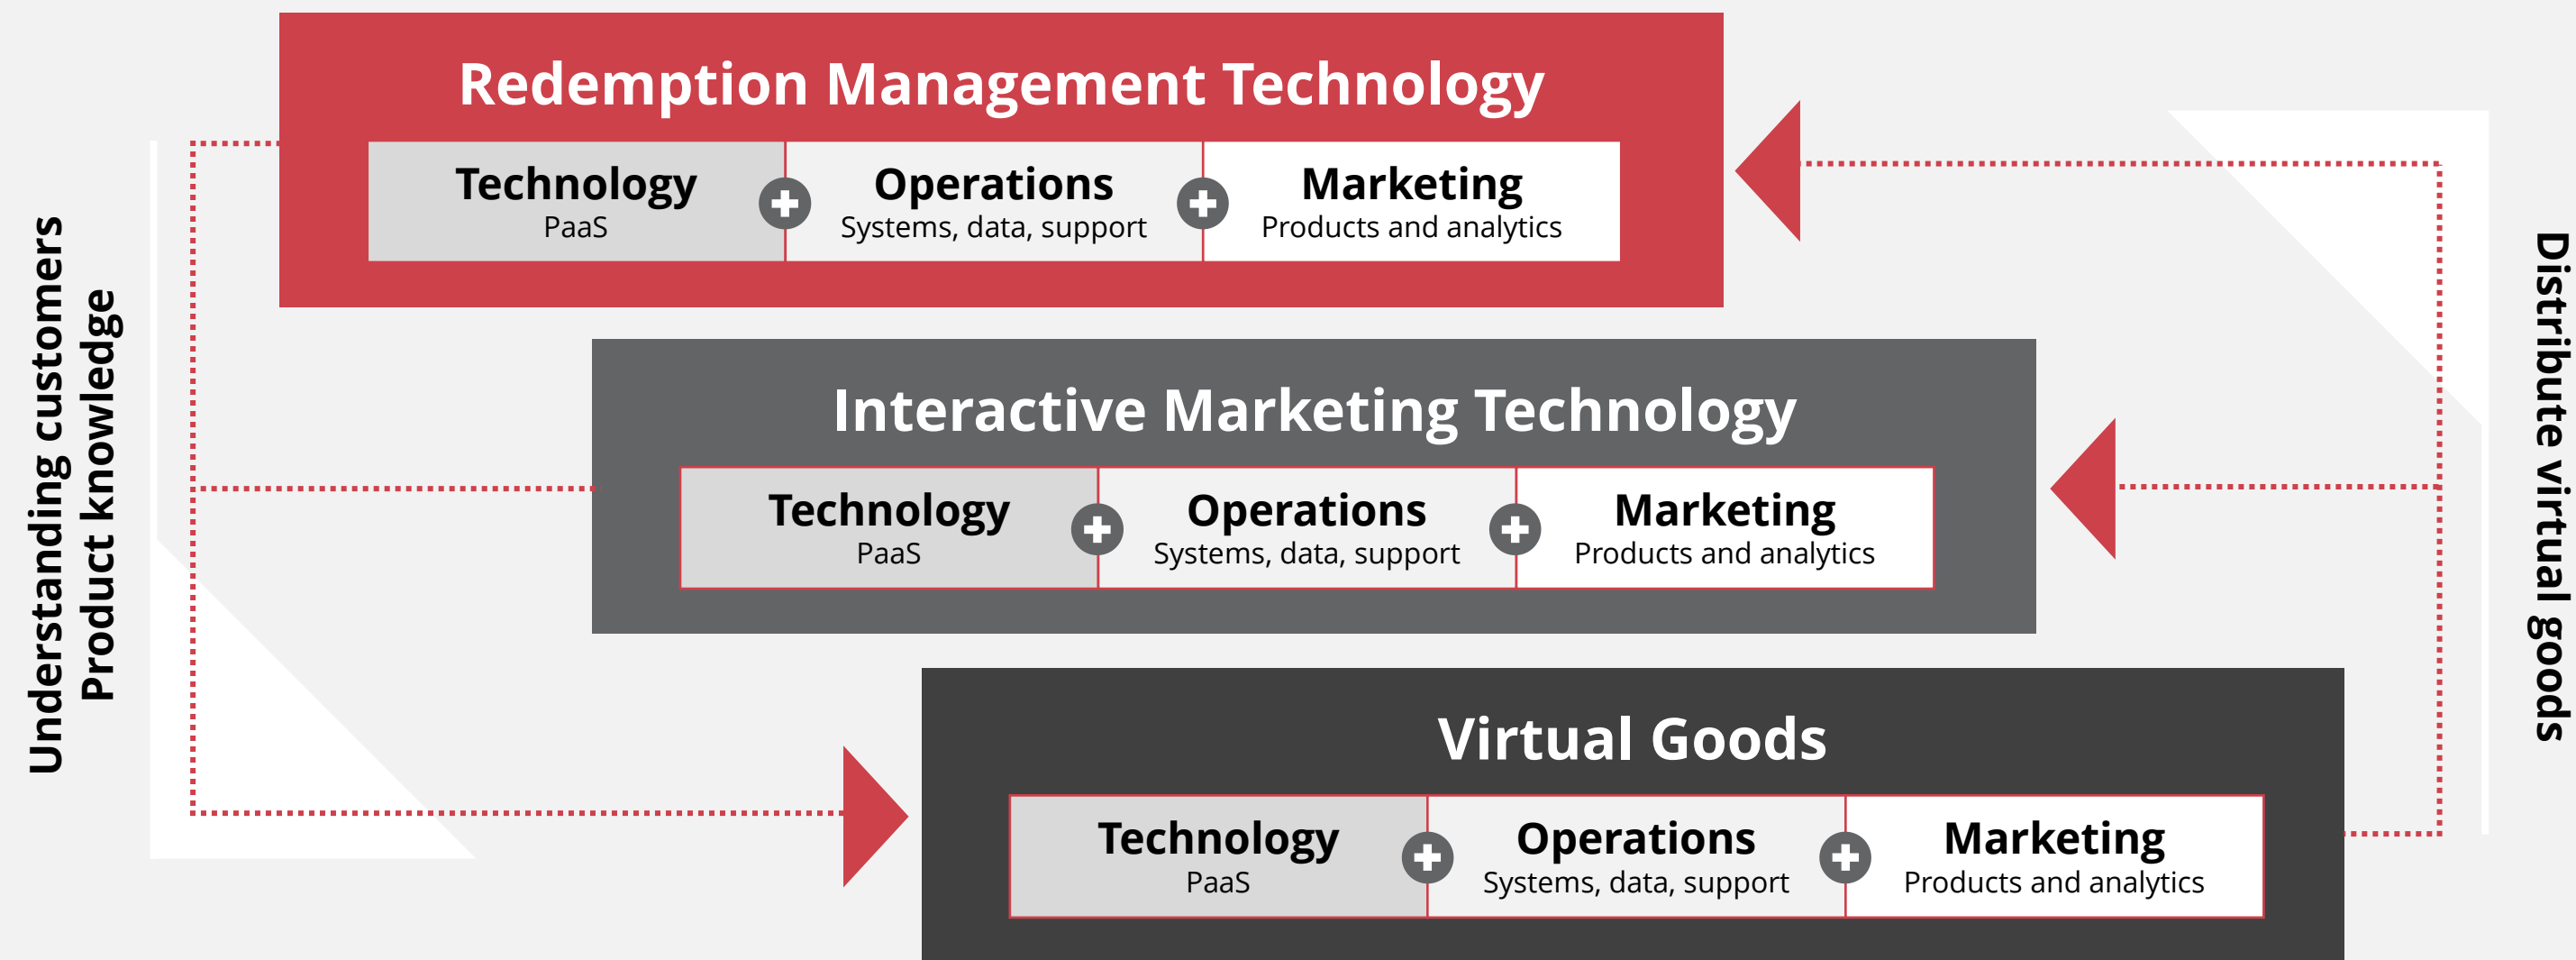 Understanding customers
Product knowledge
Redemption Management Technology
Technology
PaaS
Operations
Systems, data, support
Marketing
Products and analytics
Interactive Marketing Technology
Technology
PaaS
Operations
Systems, data, support
Marketing
Products and analytics
Virtual Goods
Technology
PaaS
Operations
Systems, data, support
Marketing
Products and analytics
Distribute virtual goods